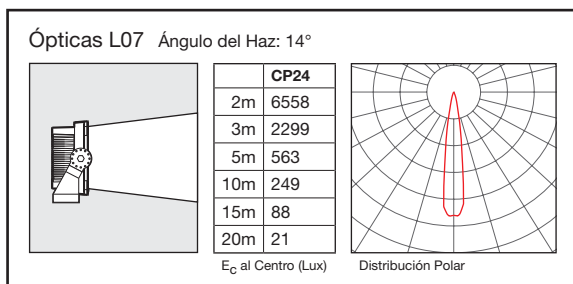 Ópticas L07 Ángulo del Haz: 14°
CP24
2m 6558
3m 2299
5m 563
10m 249
15m 88
20m 21
EC al Centro (Lux)
Distribución Polar